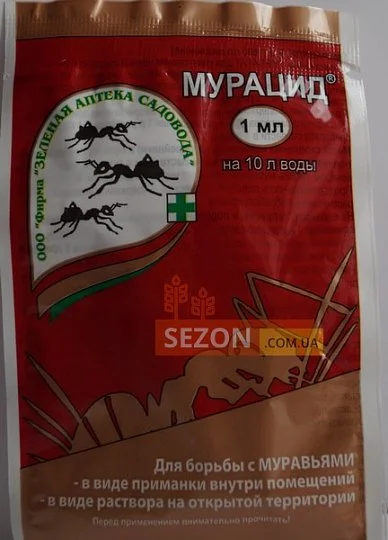 МУРАЦИД®
1 мл
на 10 л воды
ООО "Фирма "ЗЕЛЕНАЯ АПТЕКА САДОВОДА"
SEZON.COM.UA
Для борьбы с МУРАВЬЯМИ
- в виде приманки внутри помещений
- в виде раствора на открытой территории
Перед применением внимательно прочитать!